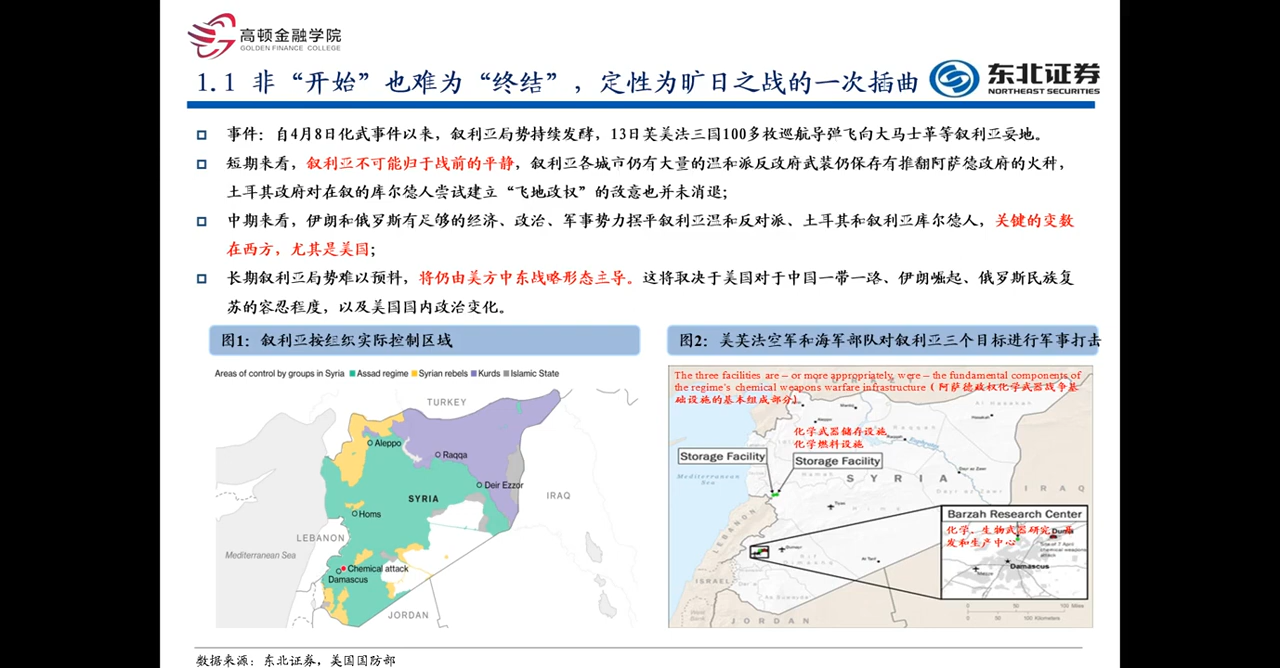 高顿金融学院
GOLDEN FINANCE COLLEGE
1.1 非“开始”也难为“终结”，定性为旷日之战的一次插曲
东北证券
NORTHEAST SECURITIES
事件：自4月8日化武事件以来，叙利亚局势持续发酵，13日英美法三国100多枚巡航导弹飞向大马士革等叙利亚要地。
短期来看，叙利亚不可能归于战前的平静，叙利亚各城市仍有大量的温和派反政府武装仍保存有推翻阿萨德政府的火种，
土耳其政府对在叙的库尔德人尝试建立“飞地政权”的敌意也并未消退；
中期来看，伊朗和俄罗斯有足够的经济、政治、军事势力摆平叙利亚温和反对派、土耳其和叙利亚库尔德人，关键的变数
在西方，尤其是美国；
长期叙利亚局势难以预料，将仍由美方中东战略形态主导。这将取决于美国对于中国一带一路、伊朗崛起、俄罗斯民族复
苏的容忍程度，以及美国国内政治变化。
图1：叙利亚按组织实际控制区域
图2：美英法空军和海军部队对叙利亚三个目标进行军事打击
Areas of control by groups in Syria Assad regime Syrian rebels Kurds Islamic State
TURKEY
Aleppo
Raqqa
Deir Ezzor
SYRIA
IRAQ
Homs
LEBANON
Mediterranean Sea
Chemical attack
Damascus
JORDAN
The three facilities are – or more appropriately, were – the fundamental components of
the regime's chemical weapons warfare infrastructure（阿萨德政权化学武器战争基
础设施的基本组成部分）
化学武器储存设施
化学燃料设施
Storage Facility
Storage Facility
Mediterranean
Sea
SYRIA
IRAQ
LEBANON
Barzah Research Center
化学、生物武器研究、开
发和生产中心
Damascus
ISRAEL
JORDAN
0 50 100 Miles
0 50 100 Kilometers
数据来源：东北证券，美国国防部